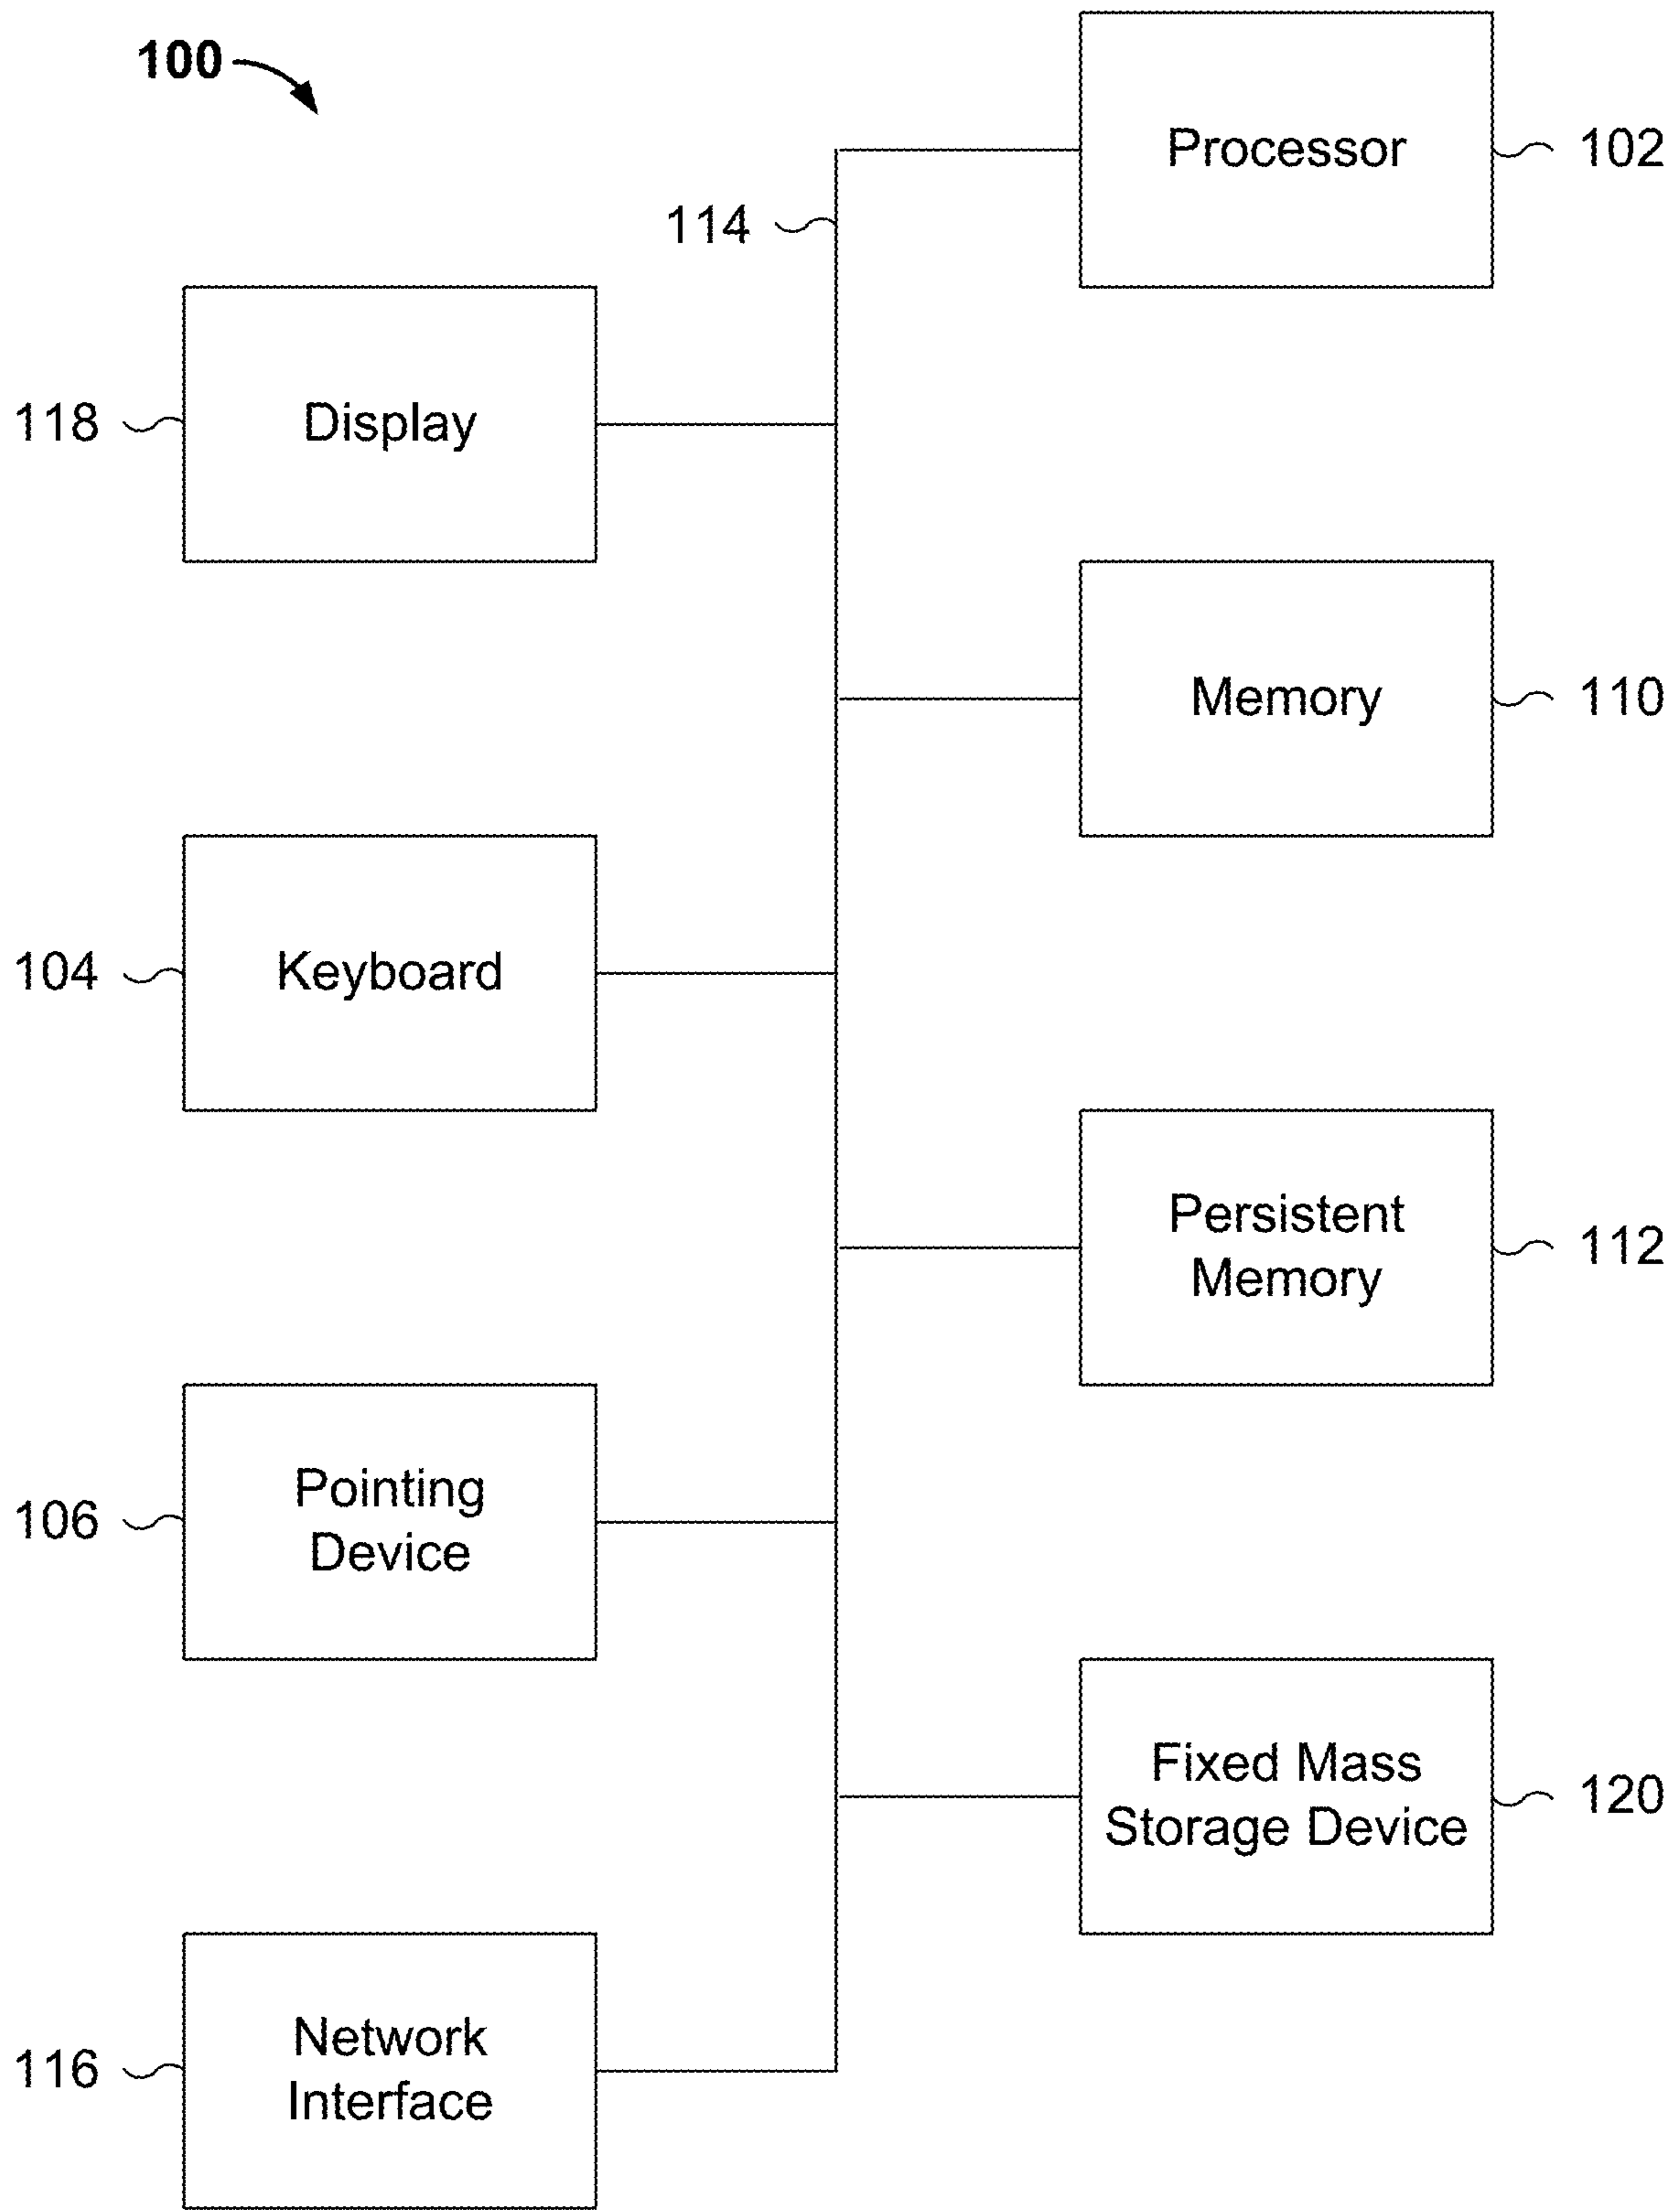 100
Processor
102
114
118
Display
Memory
110
104
Keyboard
Persistent
Memory
112
106
Pointing
Device
Fixed Mass
Storage Device
120
116
Network
Interface